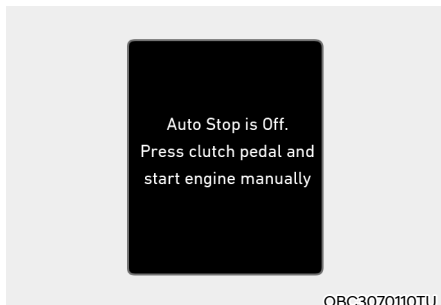 Auto Stop is Off.
Press clutch pedal and
start engine manually
OBC3070110TU